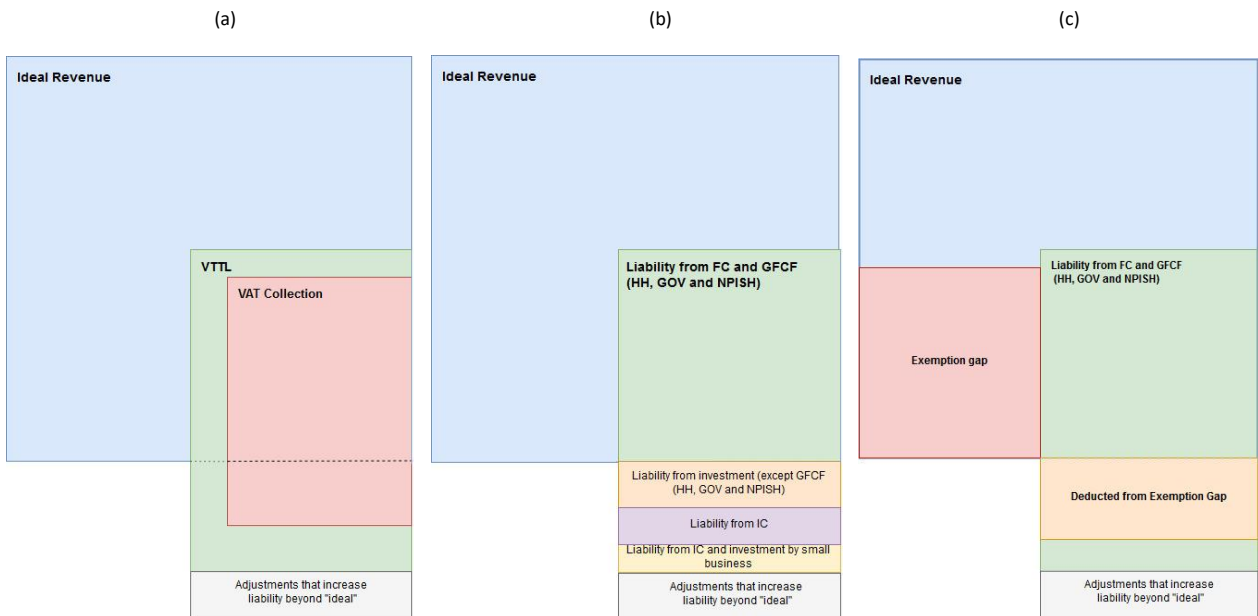 (a)
Ideal Revenue
VTTL
VAT Collection
Adjustments that increase
liability beyond "ideal"
(b)
Ideal Revenue
Liability from FC and GFCF
(HH, GOV and NPISH)
Liability from investment (except GFCF
(HH, GOV and NPISH)
Liability from IC
Liability from IC and investment by small
business
Adjustments that increase
liability beyond "ideal"
(c)
Ideal Revenue
Exemption gap
Liability from FC and GFCF
(HH, GOV and NPISH)
Deducted from Exemption Gap
Adjustments that increase
liability beyond "ideal"